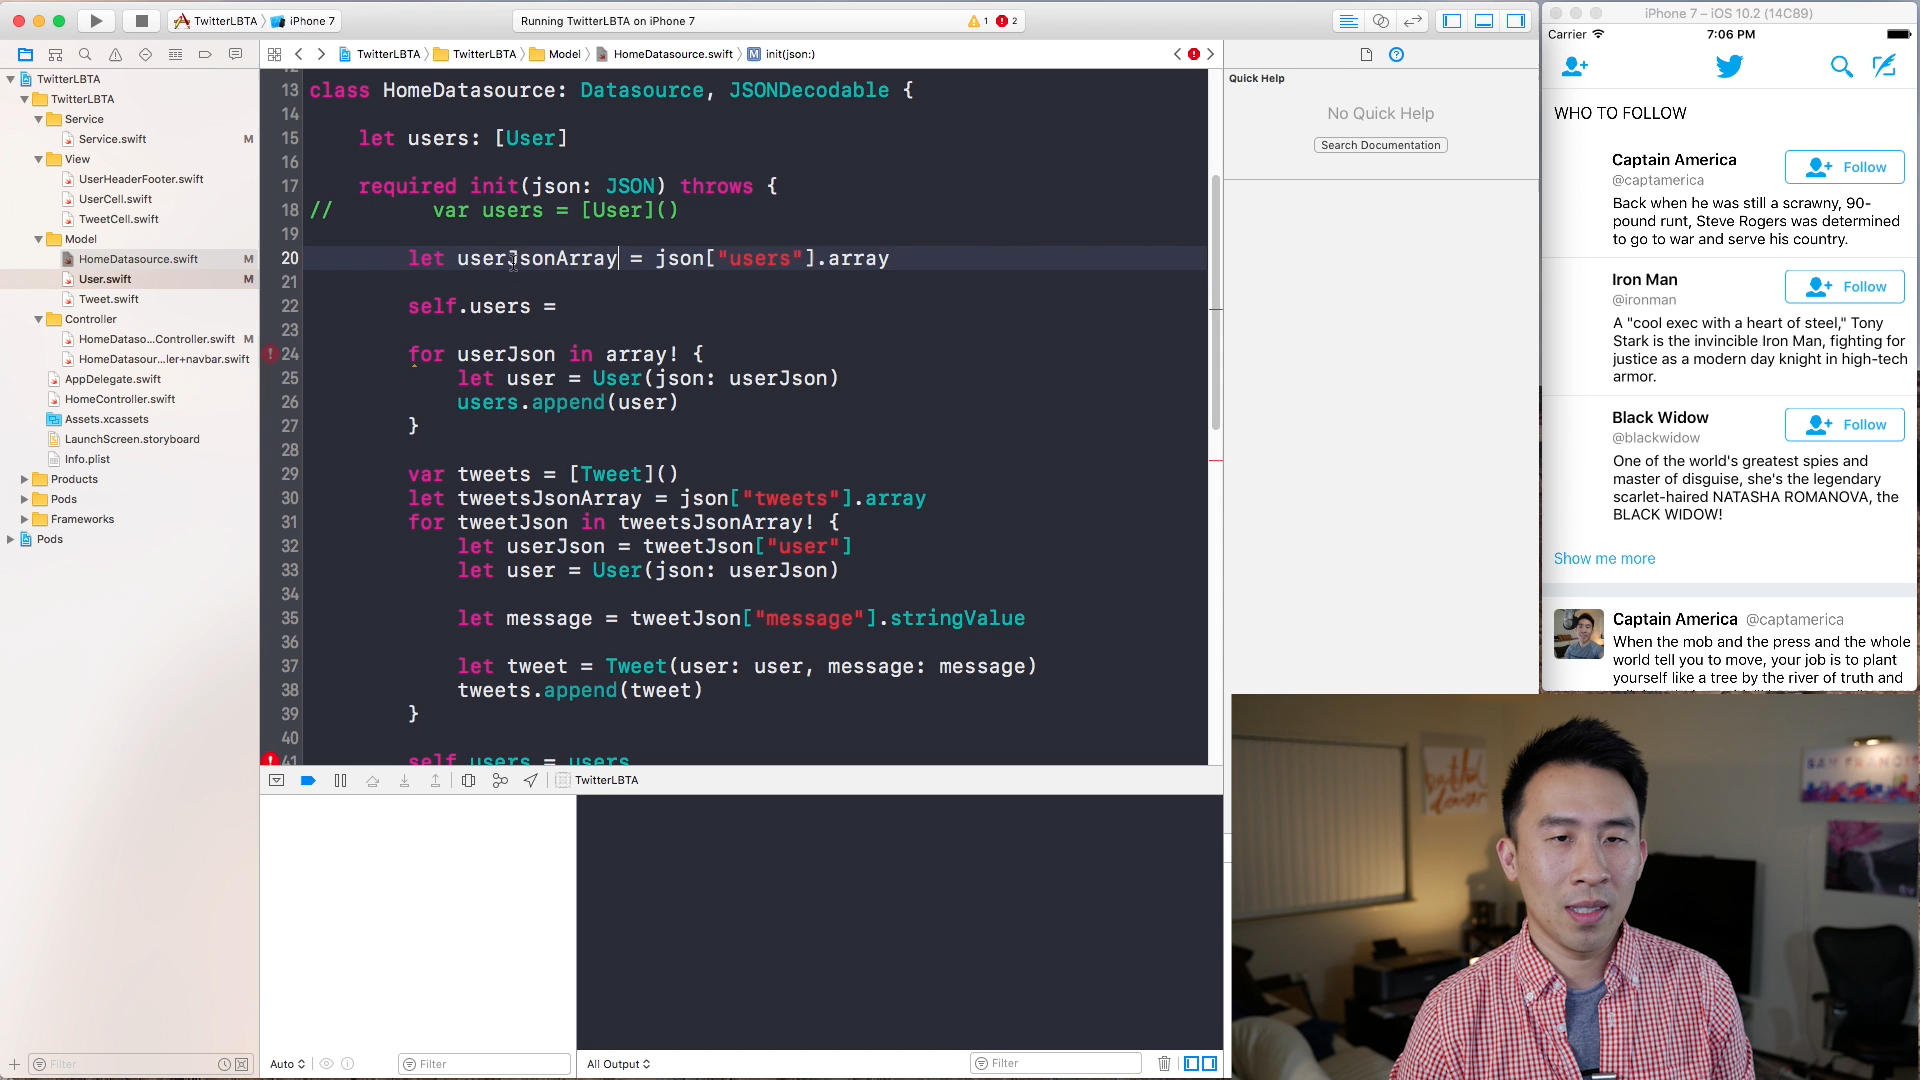 TwitterLBTA
iPhone 7
Running TwitterLBTA on iPhone 7
1
2
TwitterLBTA
TwitterLBTA
Model
HomeDatasource.swift
M
init(json:)
TwitterLBTA
TwitterLBTA
Service
Service.swift M
View
UserHeaderFooter.swift
UserCell.swift
TweetCell.swift
Model
HomeDatasource.swift M
User.swift M
Tweet.swift
Controller
HomeDataso...Controller.swift M
HomeDatasour...ler+navbar.swift
AppDelegate.swift
HomeController.swift
Assets.xcassets
LaunchScreen.storyboard
Info.plist
Products
Pods
Frameworks
Pods
Filter
13 class HomeDatasource: Datasource, JSONDecodable {
14
15 let users: [User]
16
17 required init(json: JSON) throws {
18 // var users = [User]()
19
20 let userJsonArray = json["users"].array
21
22 self.users =
23
24 for userJson in array! {
25 let user = User(json: userJson)
26 users.append(user)
27 }
28
29 var tweets = [Tweet]()
30 let tweetsJsonArray = json["tweets"].array
31 for tweetJson in tweetsJsonArray! {
32 let userJson = tweetJson["user"]
33 let user = User(json: userJson)
34
35 let message = tweetJson["message"].stringValue
36
37 let tweet = Tweet(user: user, message: message)
38 tweets.append(tweet)
39 }
40
41 self.users = users
TwitterLBTA
Auto
Filter
All Output
Filter
Quick Help
No Quick Help
Search Documentation
iPhone 7 – iOS 10.2 (14C89)
Carrier 7:06 PM
WHO TO FOLLOW
Captain America
@captamerica
Follow
Back when he was still a scrawny, 90-
pound runt, Steve Rogers was determined
to go to war and serve his country.
Iron Man
@ironman
Follow
A "cool exec with a heart of steel," Tony
Stark is the invincible Iron Man, fighting for
justice as a modern day knight in high-tech
armor.
Black Widow
@blackwidow
Follow
One of the world's greatest spies and
master of disguise, she's the legendary
scarlet-haired NATASHA ROMANOVA, the
BLACK WIDOW!
Show me more
Captain America @captamerica
When the mob and the press and the whole
world tell you to move, your job is to plant
yourself like a tree by the river of truth and